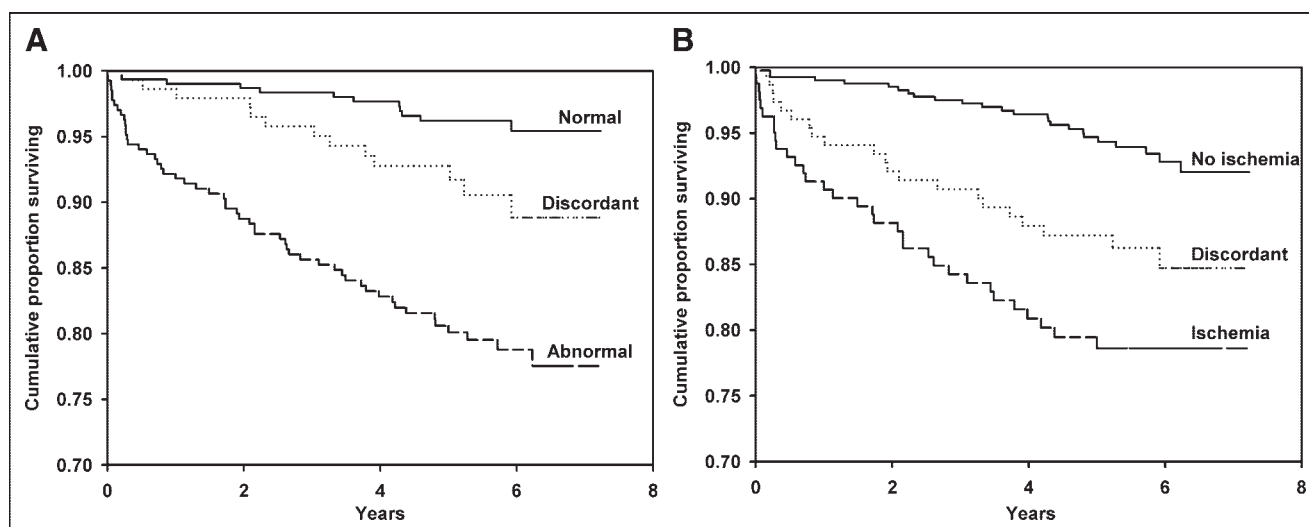 A
Cumulative proportion surviving
1.00
0.95
0.90
0.85
0.80
0.75
0.70
Normal
Discordant
Abnormal
0 2 4 6 8
Years
B
Cumulative proportion surviving
1.00
0.95
0.90
0.85
0.80
0.75
0.70
No ischemia
Discordant
Ischemia
0 2 4 6 8
Years